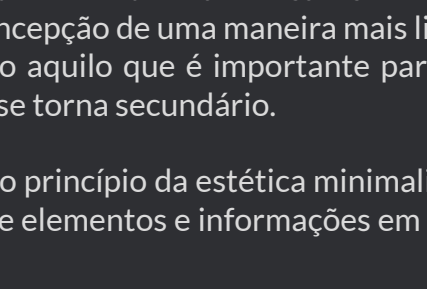 ncepção de uma maneira mais li
o aquilo que é importante par
se torna secundário.
o princípio da estética minimali
e elementos e informações em